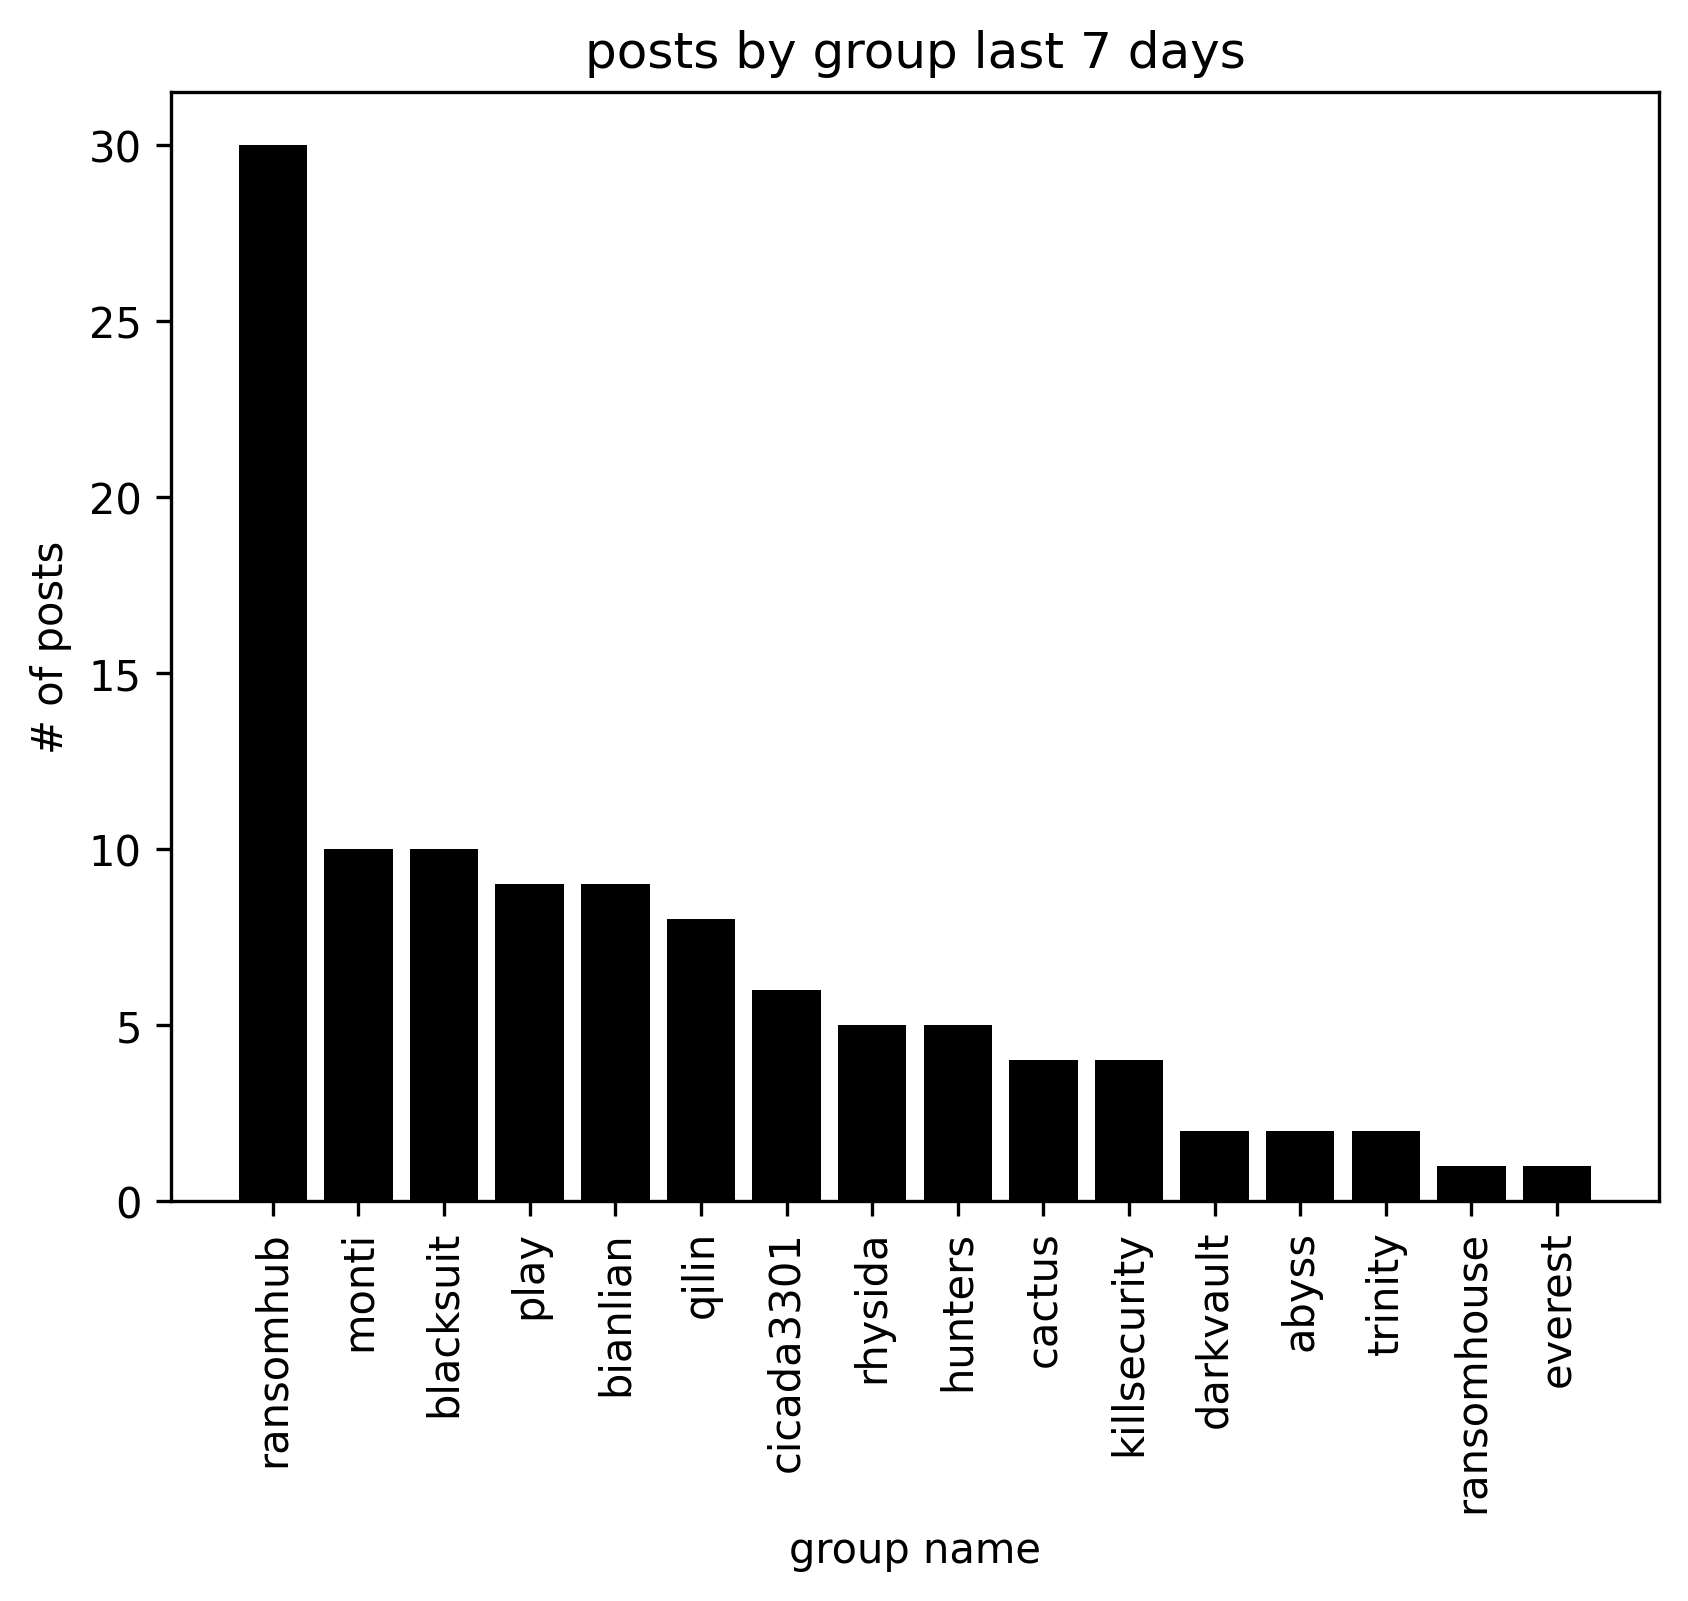 posts by group last 7 days
# of posts
30
25
20
15
10
5
0
ransomhub
monti
blacksuit
play
bianlian
qilin
cicada3301
rhysida
hunters
cactus
killsecurity
darkvault
abyss
trinity
ransomhouse
everest
group name